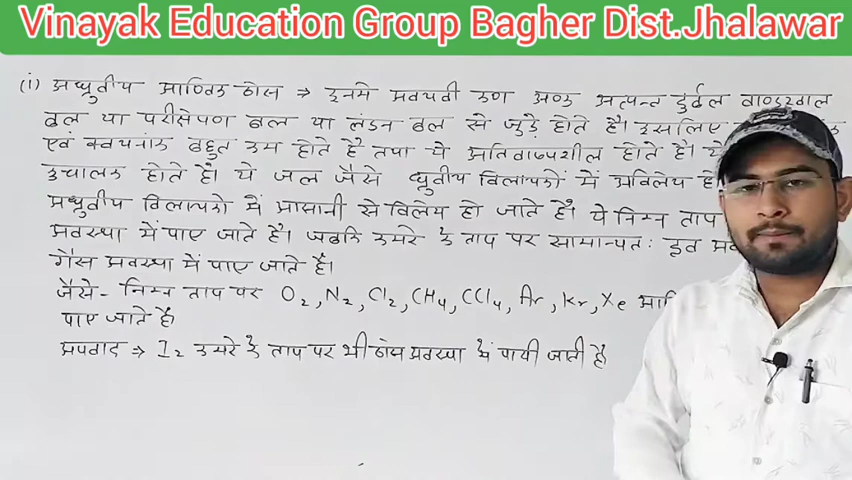 Vinayak Education Group Bagher Dist.Jhalawar
(i) अध्रुवीय आण्विक ठोस ⇒ इनमे अवयवी कण अणु अत्यन्त दुर्बल वाण्डरवाल
बल या परीक्षेपण बल या लंडन बल से जुड़े होते है। इसलिए
एवं क्वथनांक बहुत कम होते है तथा ये अतिवाष्पशील होते है। ये
कुचालक होते है। ये जल जैसे ध्रुवीय विलायकों में अविलेय हो
अध्रुवीय विलायको में आसानी से विलेय हो जाते है। ये निम्न ताप
अवस्था में पाए जाते है। जबकि कमरे के ताप पर सामान्यत: द्रव
गैस अवस्था में पाए जाते है।
जैसे- निम्न ताप पर O₂, N₂, Cl₂, CH₄, CCl₄, Ar, Kr, Xe
पाए जाते है।
अपवाद ⇒ I₂ कमरे के ताप पर भी ठोस अवस्था में पायी जाती है